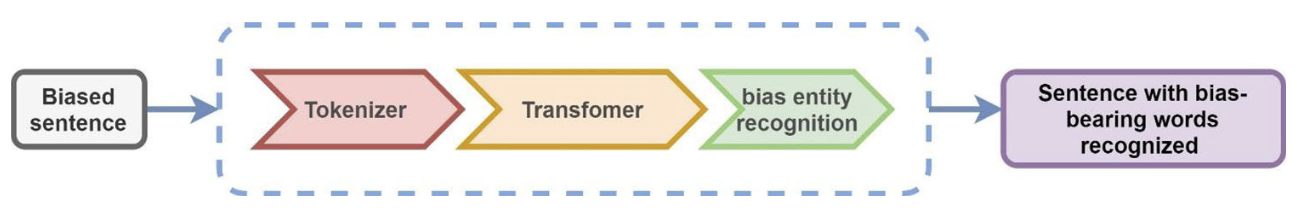 Biased
sentence
Tokenizer
Transfomer
bias entity
recognition
Sentence with bias-
bearing words
recognized